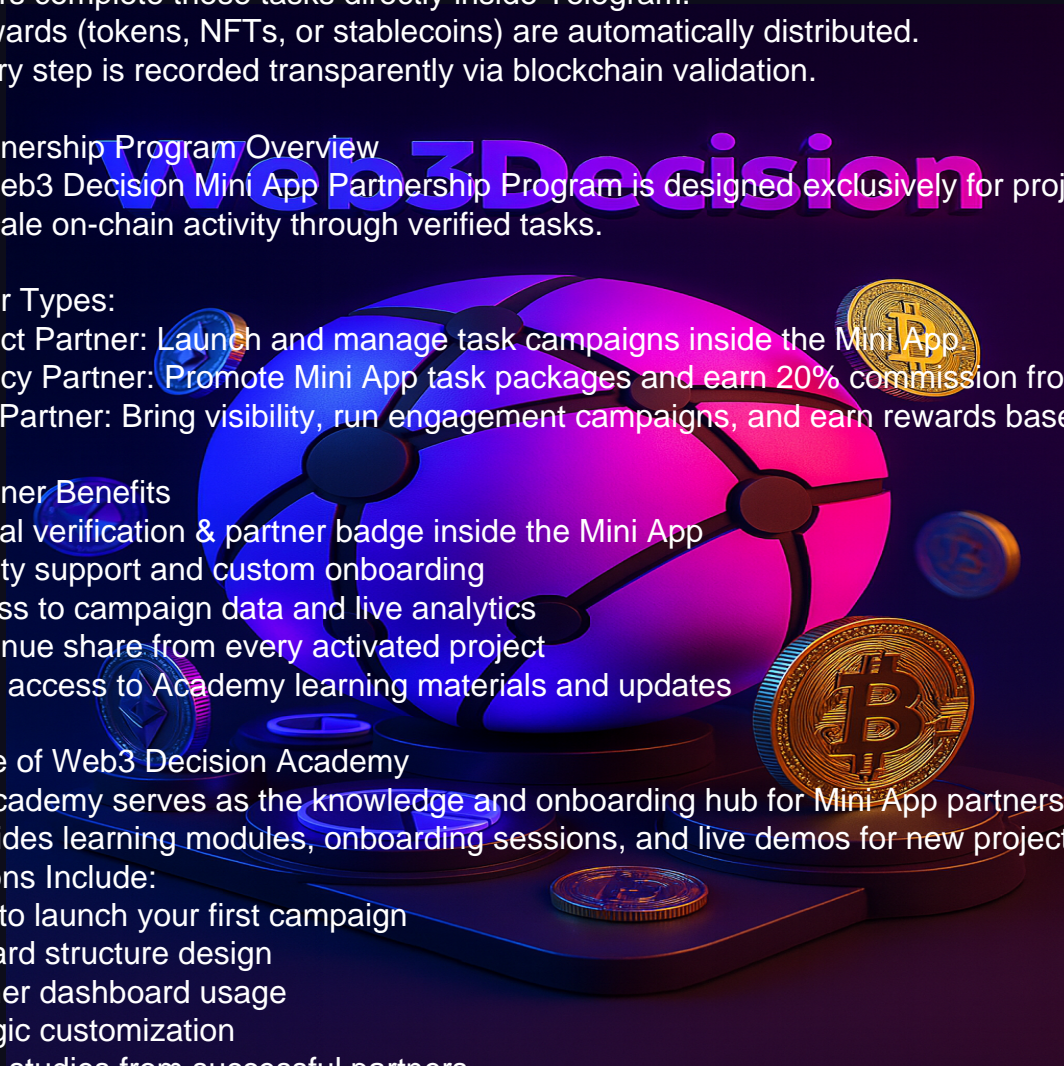 complete these tasks directly inside Telegram.
wards (tokens, NFTs, or stablecoins) are automatically distributed.
ry step is recorded transparently via blockchain validation.
nership Program Overview
Web3Decision
eb3 Decision Mini App Partnership Program is designed exclusively for proj
ale on-chain activity through verified tasks.
r Types:
ct Partner: Launch and manage task campaigns inside the Mini App.
cy Partner: Promote Mini App task packages and earn 20% commission fro
Partner: Bring visibility, run engagement campaigns, and earn rewards base
ner Benefits
al verification & partner badge inside the Mini App
ty support and custom onboarding
ss to campaign data and live analytics
nue share from every activated project
access to Academy learning materials and updates
e of Web3 Decision Academy
cademy serves as the knowledge and onboarding hub for Mini App partners
ides learning modules, onboarding sessions, and live demos for new project
ons Include:
to launch your first campaign
ard structure design
er dashboard usage
gic customization
studies from successful partners